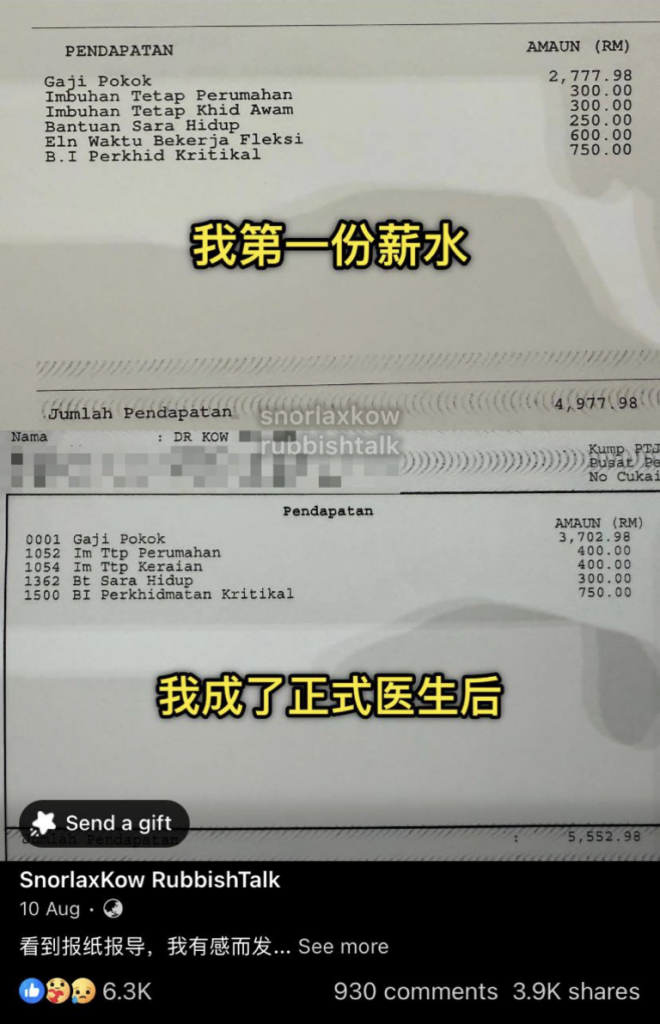 PENDAPATAN AMAUN (RM)
Gaji Pokok 2,777.98
Imbuhan Tetap Perumahan 300.00
Imbuhan Tetap Khid Awam 300.00
Bantuan Sara Hidup 250.00
Eln Waktu Bekerja Fleksi 600.00
B.I Perkhid Kritikal 750.00
我第一份薪水
Jumlah Pendapatan 4,977.98
snorlaxkow
rubbishtalk
Nama : DR KOW
Kump PTJ
Pusat Pe
No Cukai
Pendapatan
AMAUN (RM)
0001 Gaji Pokok 3,702.98
1052 Im Ttp Perumahan 400.00
1054 Im Ttp Keraian 400.00
1362 Bt Sara Hidup 300.00
1500 BI Perkhidmatan Kritikal 750.00
我成了正式医生后
Send a gift
Jumlah Pendapatan : 5,552.98
SnorlaxKow RubbishTalk
10 Aug ·
看到报纸报导，我有感而发... See more
6.3K 930 comments 3.9K shares